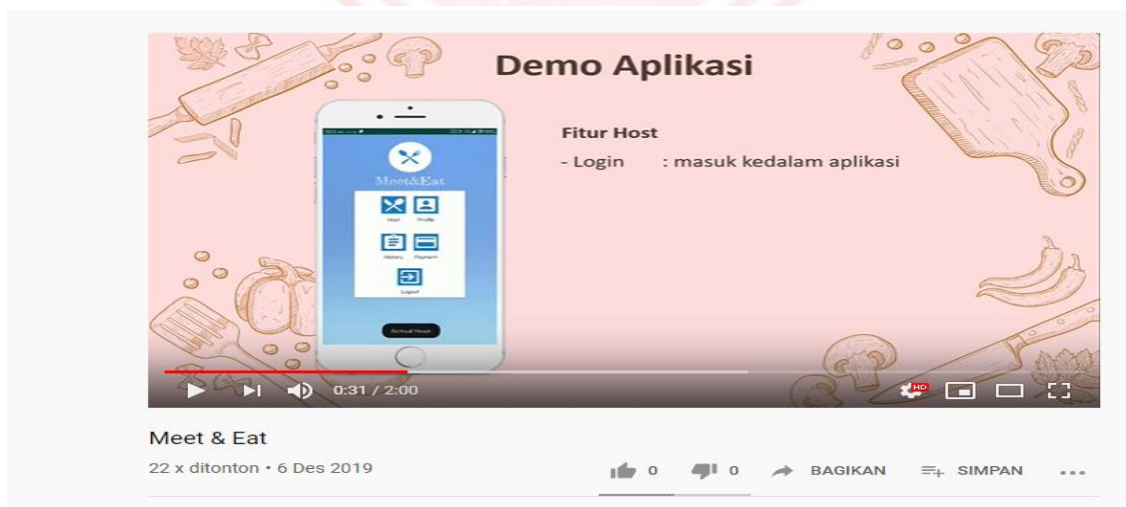 Demo Aplikasi
Fitur Host
- Login : masuk kedalam aplikasi
Meet&Eat
Host Profile
History Payment
Logout
0:31 / 2:00
HD
Meet & Eat
22 x ditonton • 6 Des 2019
0 0 BAGIKAN SIMPAN